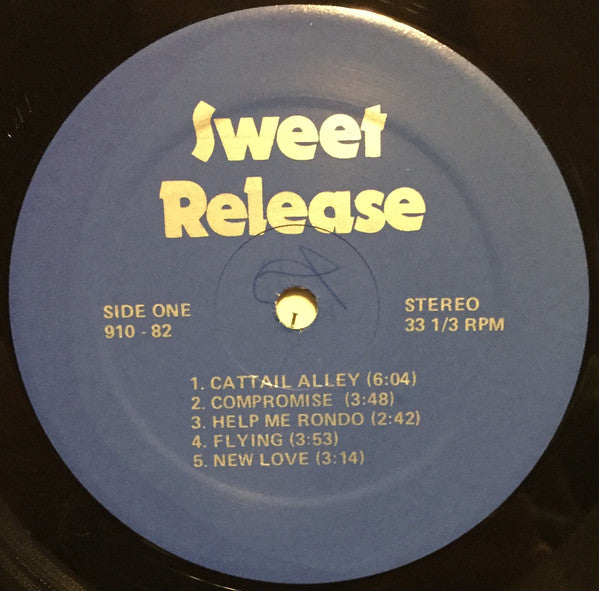 Sweet
Release
SIDE ONE
910 - 82
STEREO
33 1/3 RPM
1. CATTAIL ALLEY (6:04)
2. COMPROMISE (3:48)
3. HELP ME RONDO (2:42)
4. FLYING (3:53)
5. NEW LOVE (3:14)